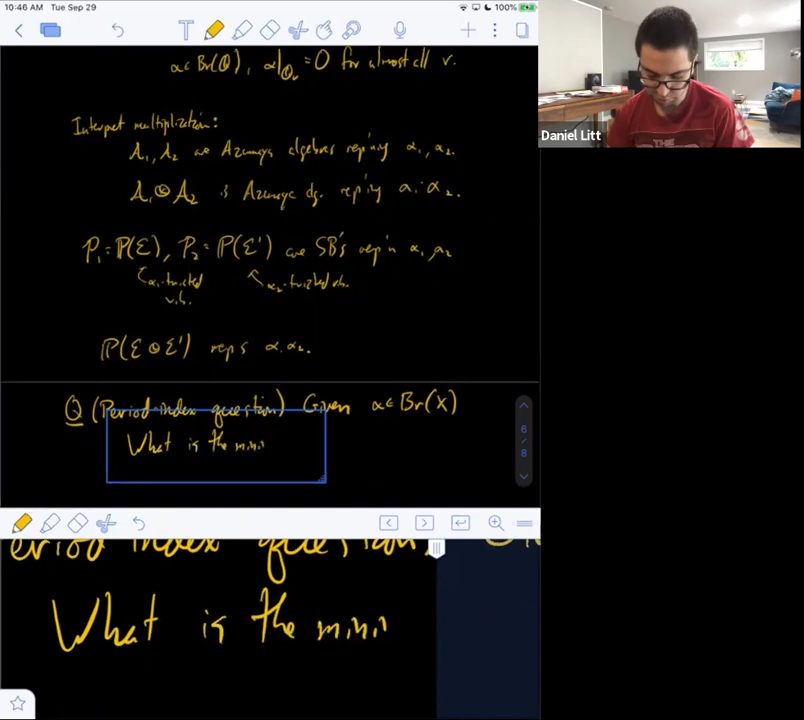 10:46 AM Tue Sep 29
100%
α ∈ Br(Q), α|Q_v = 0 for almost all v.
Interpret multiplication:
A₁, A₂ are Azumaya algebras rep'ing α₁, α₂.
A₁ ⊗ A₂ is Azumaya alg. rep'ing α₁·α₂.
P₁ = P(ℰ), P₂ = P(ℰ') are SB's rep'n α₁, α₂
α₁-twisted v.b.
α₂-twisted v.b.
P(ℰ ⊗ ℰ') reps α₁α₂.
Q (Period-index question) Given α ∈ Br(X)
What is the mini
6
/
8
eriod index question
What is the mini
Daniel Litt